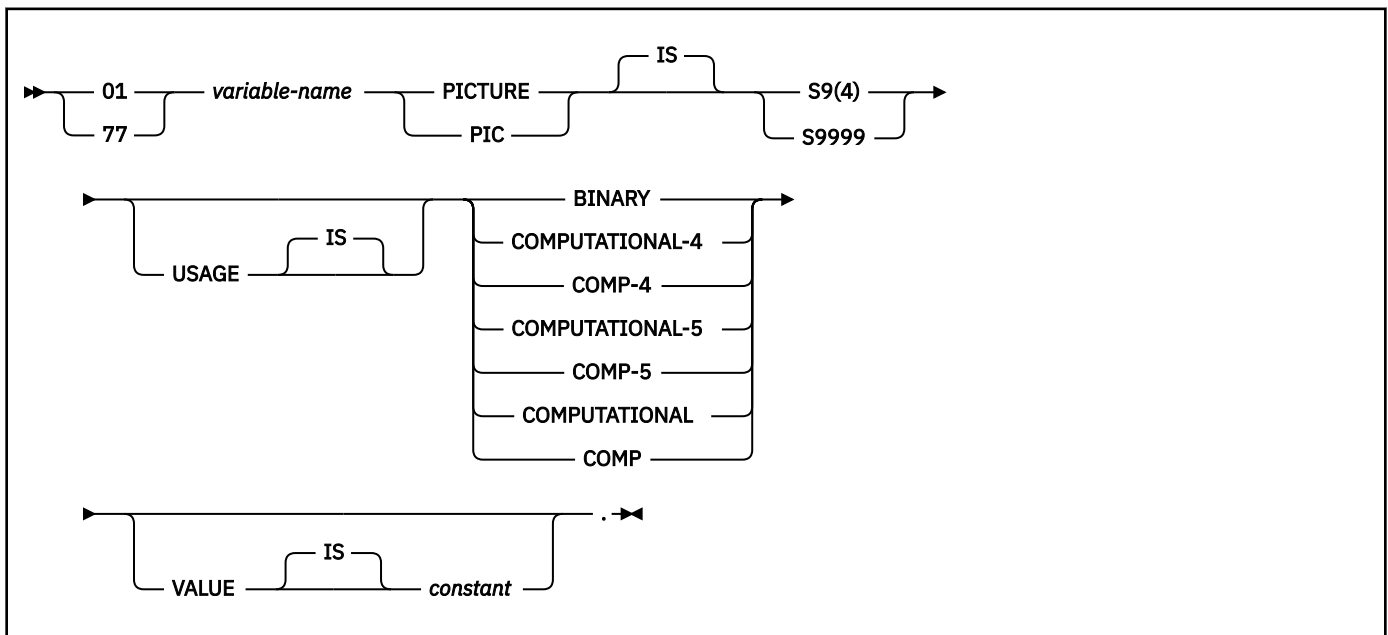 IS
01 variable-name PICTURE S9(4)
77 PIC S9999
BINARY
IS COMPUTATIONAL-4
USAGE COMP-4
COMPUTATIONAL-5
COMP-5
COMPUTATIONAL
COMP
.
IS
VALUE constant